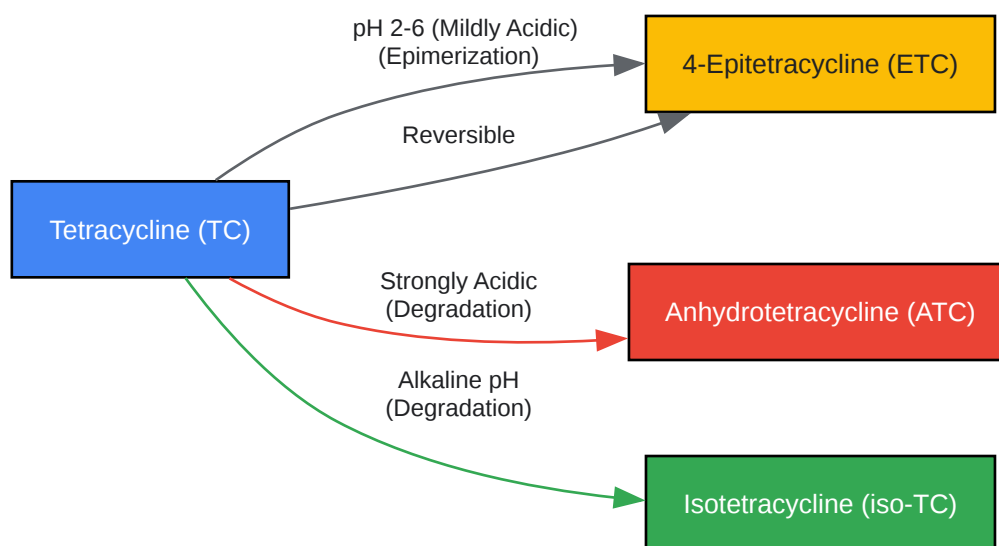 pH 2-6 (Mildly Acidic)
(Epimerization)
4-Epitetracycline (ETC)
Reversible
Tetracycline (TC)
Strongly Acidic
(Degradation)
Anhydrotetracycline (ATC)
Alkaline pH
(Degradation)
Isotetracycline (iso-TC)